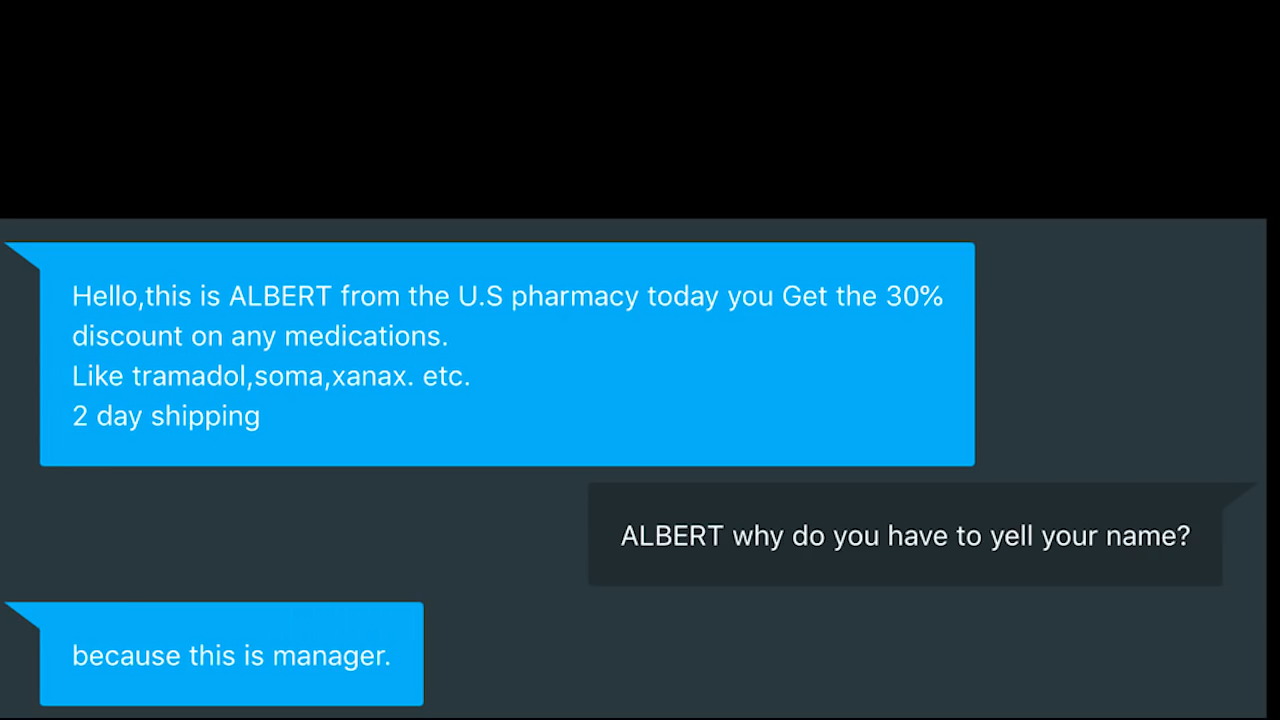 Hello,this is ALBERT from the U.S pharmacy today you Get the 30%
discount on any medications.
Like tramadol,soma,xanax. etc.
2 day shipping
ALBERT why do you have to yell your name?
because this is manager.